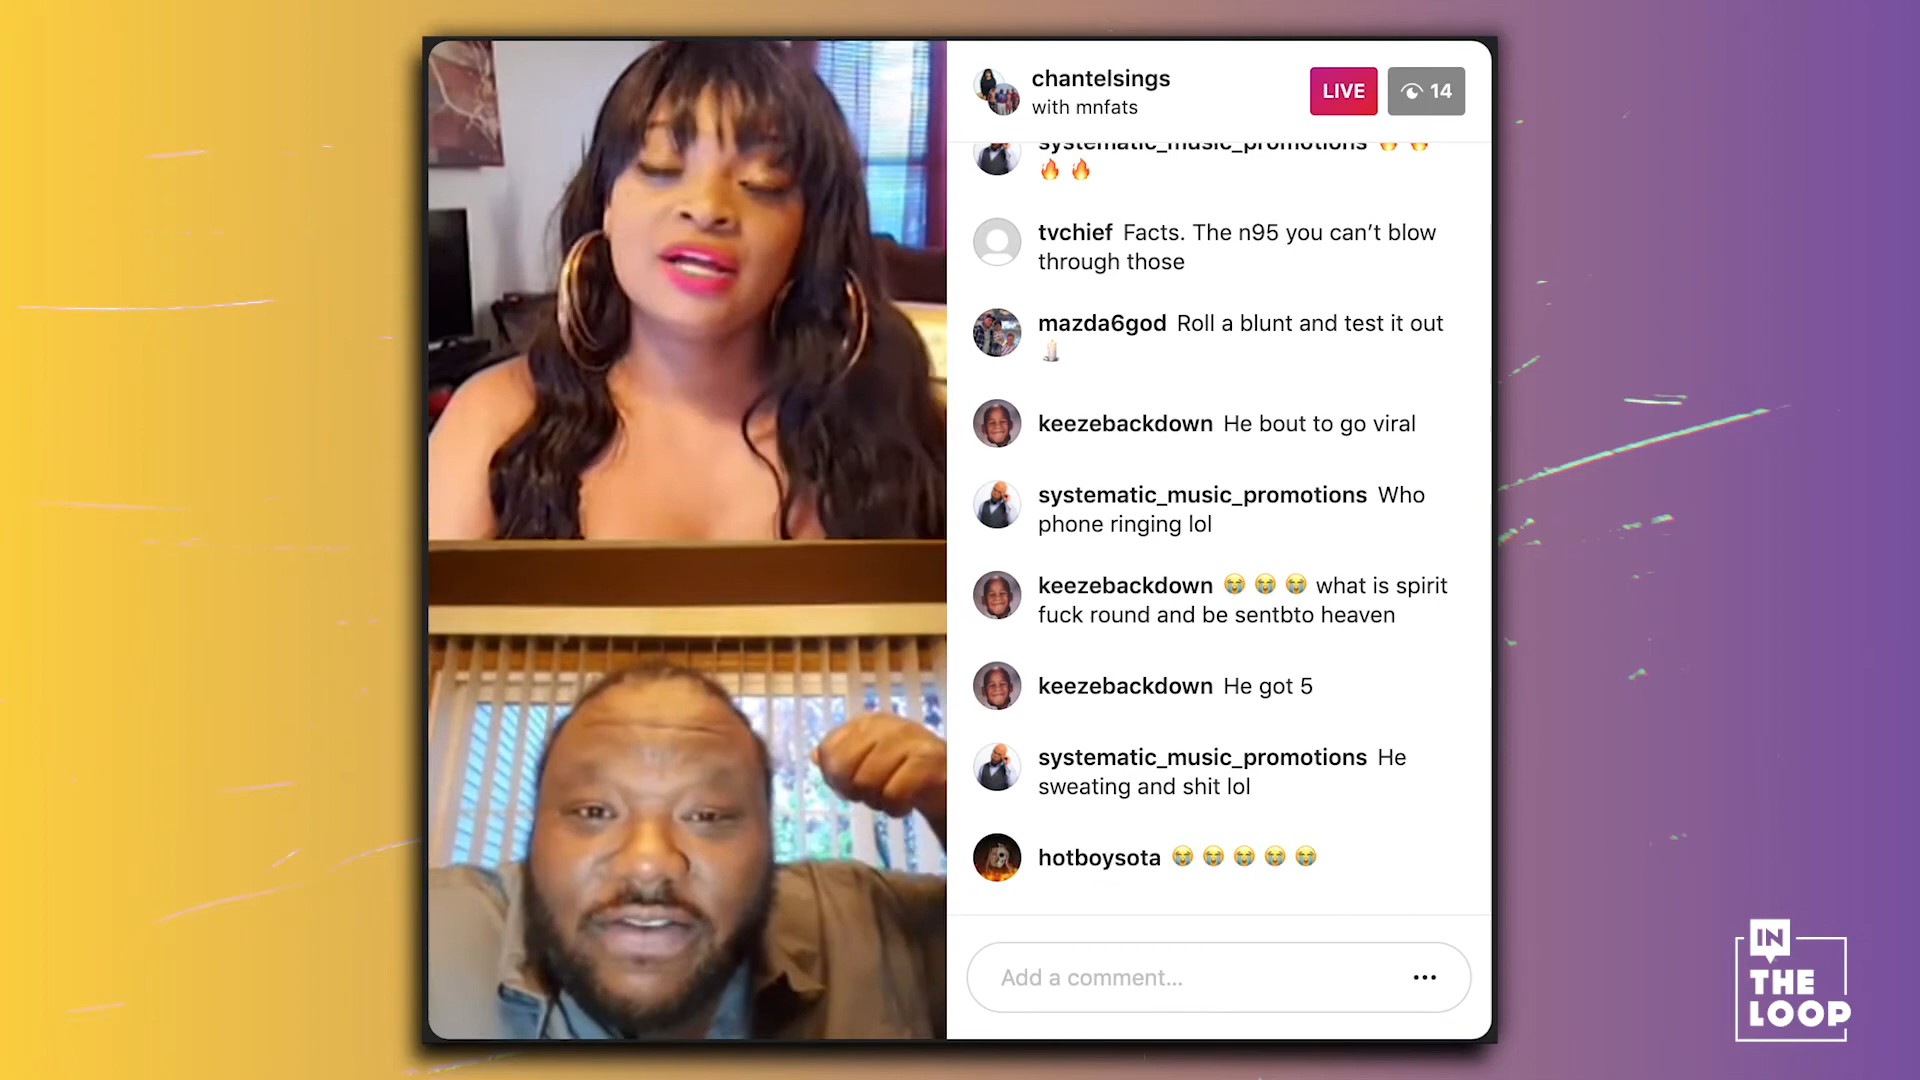 chantelsings
with mnfats
LIVE
14
systematic_music_promotions 🔥 🔥
🔥 🔥
tvchief Facts. The n95 you can’t blow
through those
mazda6god Roll a blunt and test it out
🕯
keezebackdown He bout to go viral
systematic_music_promotions Who
phone ringing lol
keezebackdown 😭 😭 😭 what is spirit
fuck round and be sentbto heaven
keezebackdown He got 5
systematic_music_promotions He
sweating and shit lol
hotboysota 😭 😭 😭 😭 😭
Add a comment...
IN
THE
LOOP